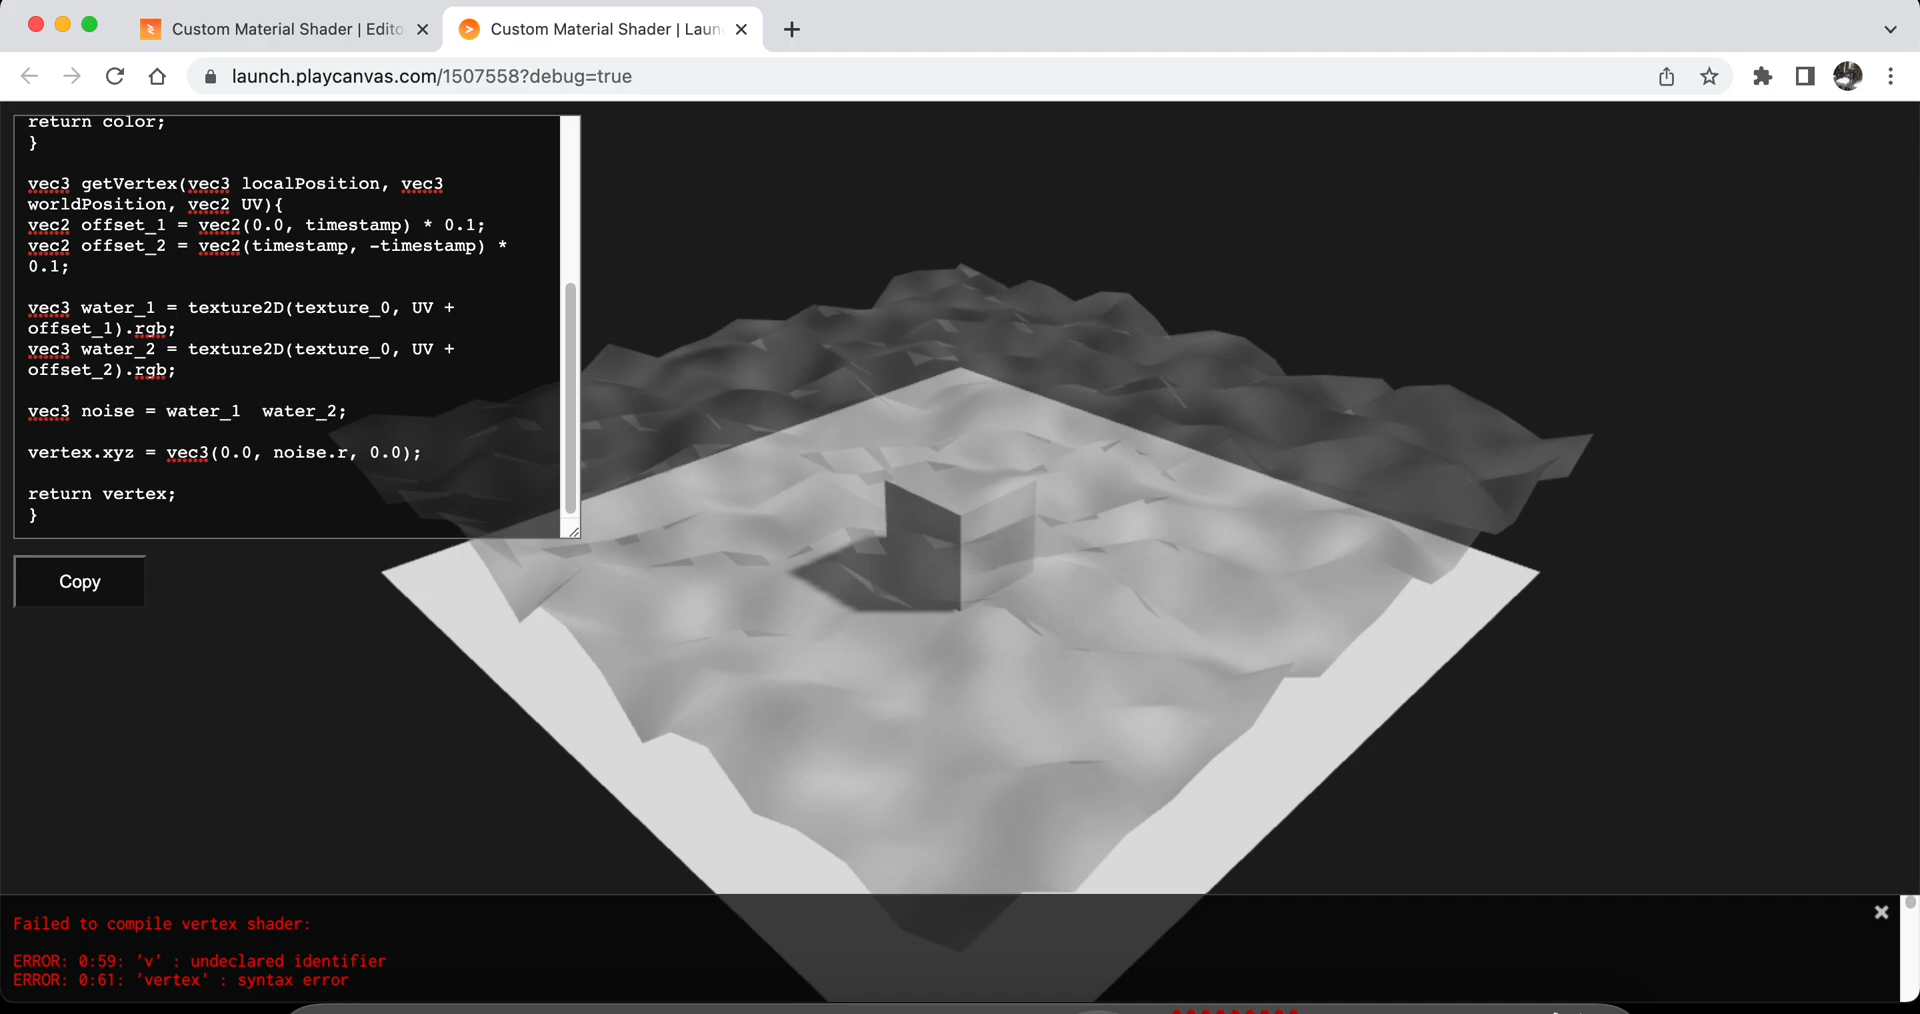 Custom Material Shader | Edito
Custom Material Shader | Laun
launch.playcanvas.com/1507558?debug=true
return color;
}
vec3 getVertex(vec3 localPosition, vec3
worldPosition, vec2 UV){
vec2 offset_1 = vec2(0.0, timestamp) * 0.1;
vec2 offset_2 = vec2(timestamp, -timestamp) *
0.1;
vec3 water_1 = texture2D(texture_0, UV +
offset_1).rgb;
vec3 water_2 = texture2D(texture_0, UV +
offset_2).rgb;
vec3 noise = water_1  water_2;
vertex.xyz = vec3(0.0, noise.r, 0.0);
return vertex;
}
Copy
Failed to compile vertex shader:
ERROR: 0:59: 'v' : undeclared identifier
ERROR: 0:61: 'vertex' : syntax error